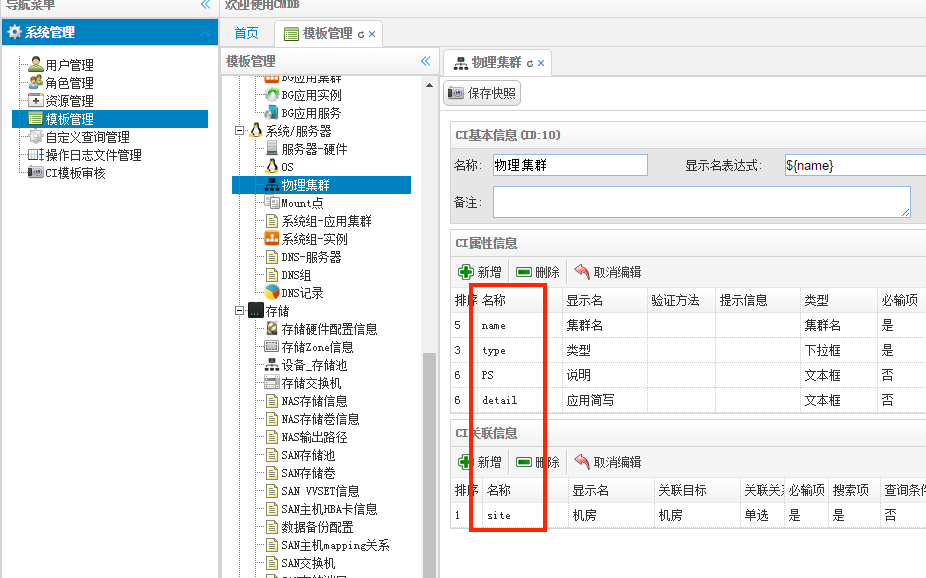 导航菜单
欢迎使用CMDB
系统管理
首页
模板管理
用户管理
角色管理
资源管理
模板管理
自定义查询管理
操作日志文件管理
CI模板审核
模板管理
BG应用集群
BG应用实例
BG应用服务
系统/服务器
服务器-硬件
OS
物理集群
Mount点
系统组-应用集群
系统组-实例
DNS-服务器
DNS组
DNS记录
存储
存储硬件配置信息
存储Zone信息
设备_存储池
存储交换机
NAS存储信息
NAS存储卷信息
NAS输出路径
SAN存储池
SAN存储卷
SAN VVSET信息
SAN主机HBA卡信息
数据备份配置
SAN主机mapping关系
SAN交换机
物理集群
保存快照
CI基本信息 (ID:10)
名称: 物理集群 显示名表达式: ${name}
备注:
CI属性信息
新增 删除 取消编辑
排序 名称 显示名 验证方法 提示信息 类型 必输项
5 name 集群名 集群名 是
3 type 类型 下拉框 是
6 PS 说明 文本框 否
6 detail 应用简写 文本框 否
CI关联信息
新增 删除 取消编辑
排序 名称 显示名 关联目标 关联关系 必输项 搜索项 查询条件
1 site 机房 机房 单选 是 是 否